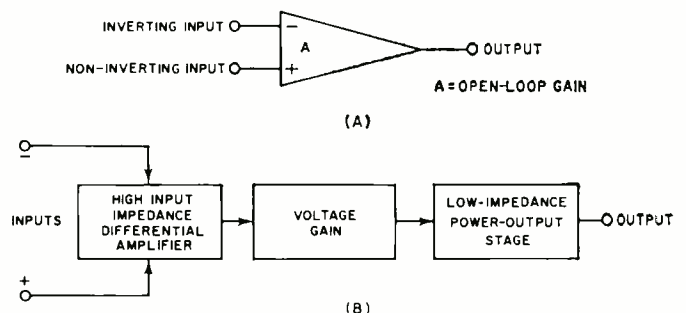 INVERTING INPUT
−
A
OUTPUT
NON-INVERTING INPUT
+
A = OPEN-LOOP GAIN
(A)
−
INPUTS
HIGH INPUT
IMPEDANCE
DIFFERENTIAL
AMPLIFIER
VOLTAGE
GAIN
LOW-IMPEDANCE
POWER-OUTPUT
STAGE
OUTPUT
+
(B)